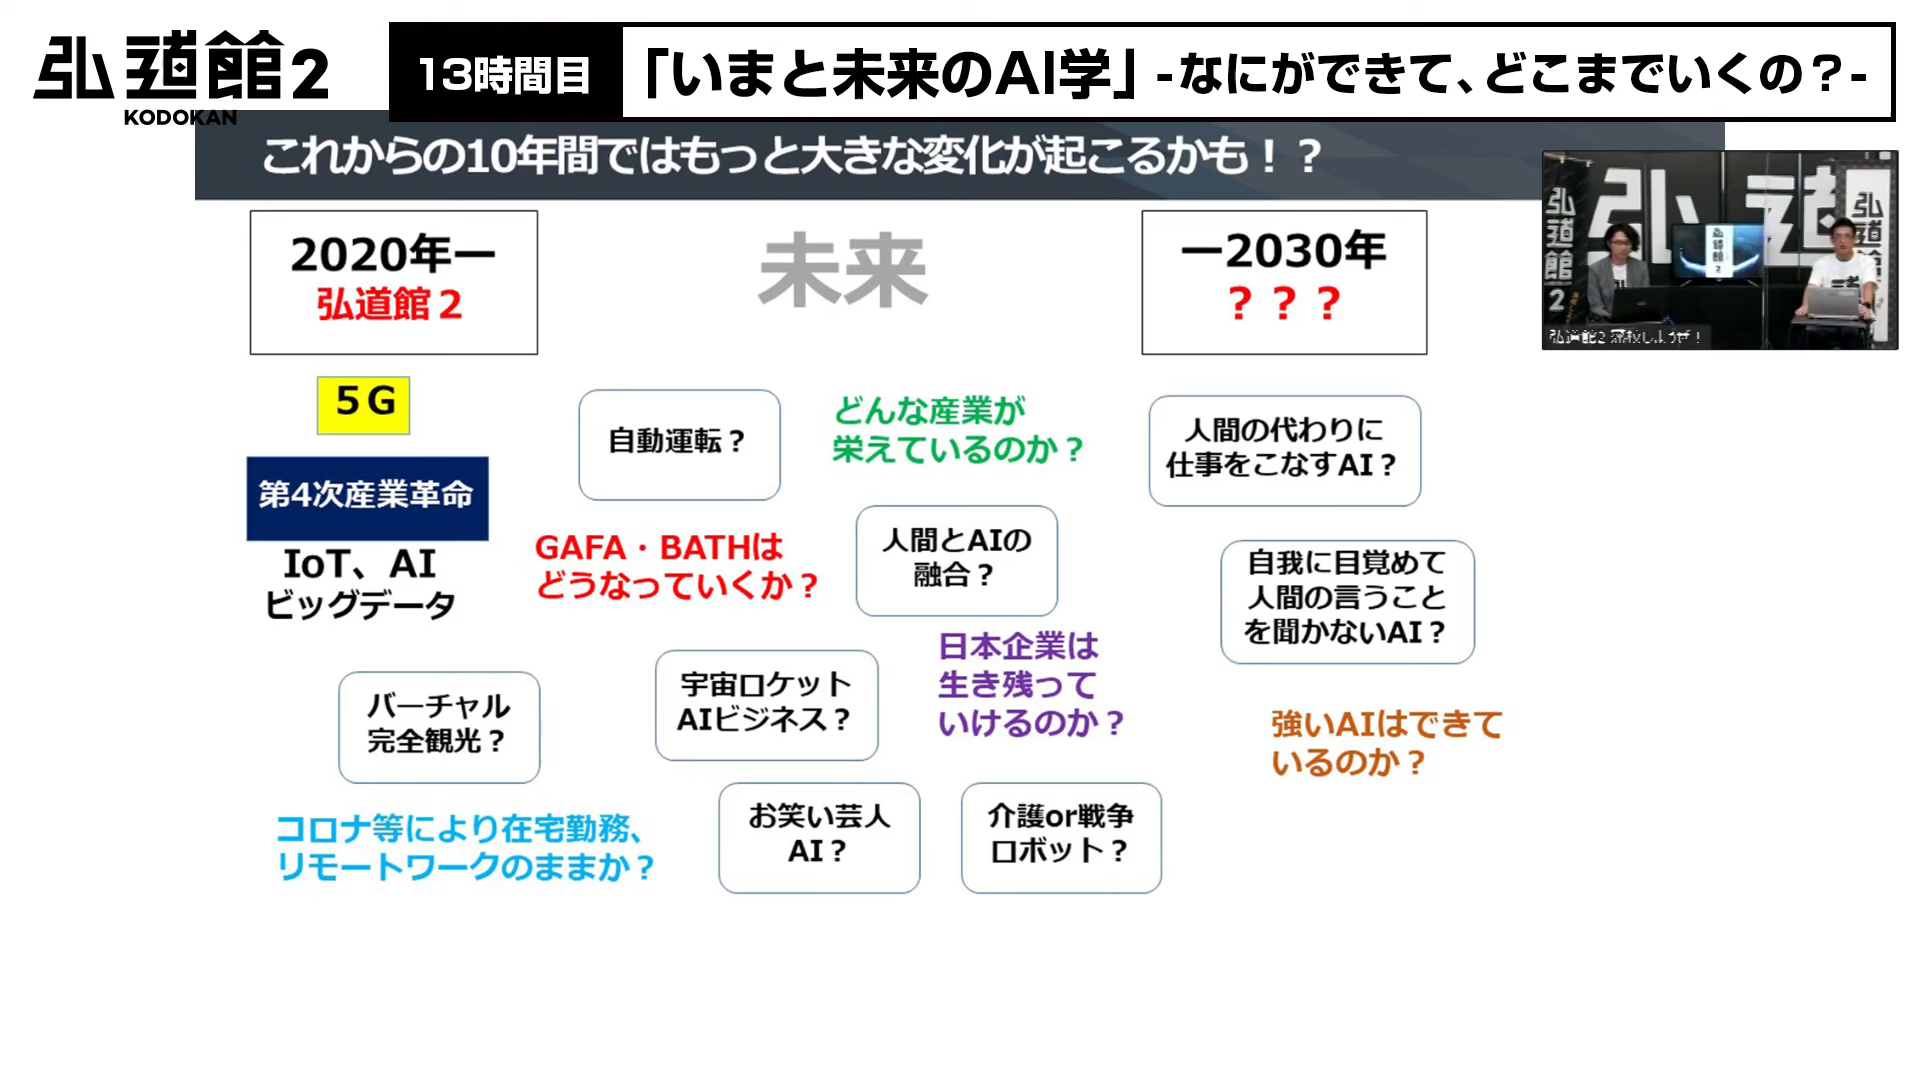 弘道館2
KODOKAN
13時間目
「いまと未来のAI学」-なにができて、どこまでいくの？-
これからの10年間ではもっと大きな変化が起こるかも！？
2020年ー
弘道館２
未来
ー2030年
？？？
５G
自動運転？
どんな産業が
栄えているのか？
人間の代わりに
仕事をこなすAI？
第4次産業革命
IoT、AI
ビッグデータ
GAFA・BATHは
どうなっていくか？
人間とAIの
融合？
自我に目覚めて
人間の言うこと
を聞かないAI？
バーチャル
完全観光？
宇宙ロケット
AIビジネス？
日本企業は
生き残って
いけるのか？
強いAIはできて
いるのか？
コロナ等により在宅勤務、
リモートワークのままか？
お笑い芸人
AI？
介護or戦争
ロボット？
弘道館2
弘道
弘道館
弘道館2